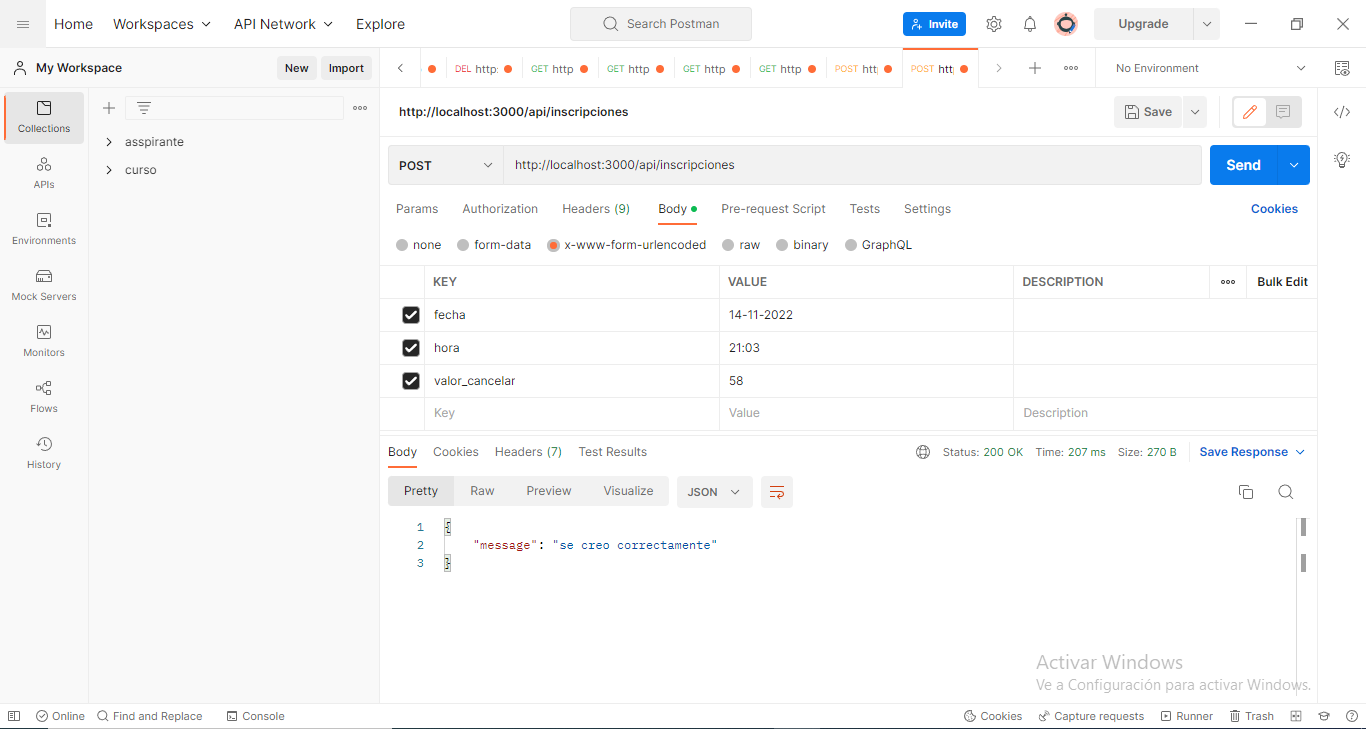 Home Workspaces API Network Explore Search Postman Invite Upgrade
My Workspace New Import
DEL http: GET http GET http GET http GET http POST htt POST htt No Environment
Collections
APIs
Environments
Mock Servers
Monitors
Flows
History
asspirante
curso
http://localhost:3000/api/inscripciones Save
POST http://localhost:3000/api/inscripciones Send
Params Authorization Headers (9) Body Pre-request Script Tests Settings Cookies
none form-data x-www-form-urlencoded raw binary GraphQL
KEY VALUE DESCRIPTION Bulk Edit
fecha 14-11-2022
hora 21:03
valor_cancelar 58
Key Value Description
Body Cookies Headers (7) Test Results Status: 200 OK Time: 207 ms Size: 270 B Save Response
Pretty Raw Preview Visualize JSON
1 {
2 "message": "se creo correctamente"
3 }
Activar Windows
Ve a Configuración para activar Windows.
Online Find and Replace Console Cookies Capture requests Runner Trash